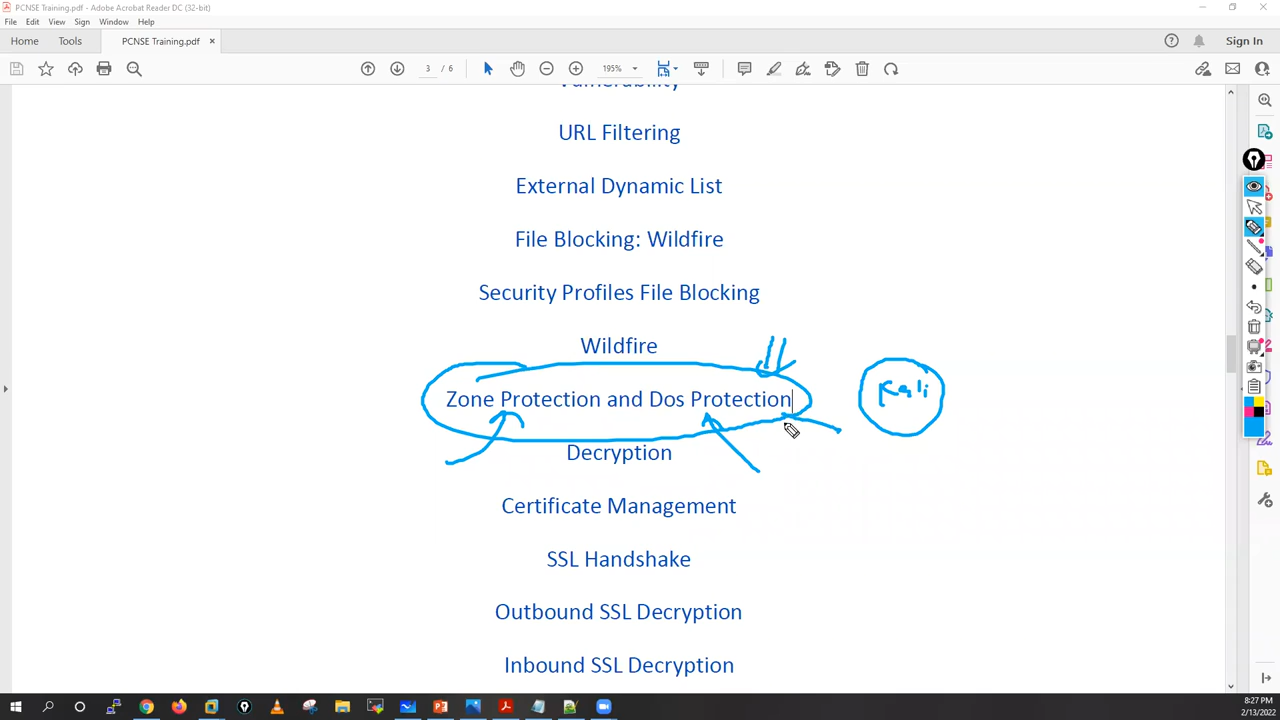 PCNSE Training.pdf - Adobe Acrobat Reader DC (32-bit)
File Edit View Sign Window Help
Home Tools PCNSE Training.pdf × Sign In
3 / 6 195%
Vulnerability
URL Filtering
External Dynamic List
File Blocking: Wildfire
Security Profiles File Blocking
Wildfire
Zone Protection and Dos Protection
Kali
Decryption
Certificate Management
SSL Handshake
Outbound SSL Decryption
Inbound SSL Decryption
8:27 PM
2/13/2022